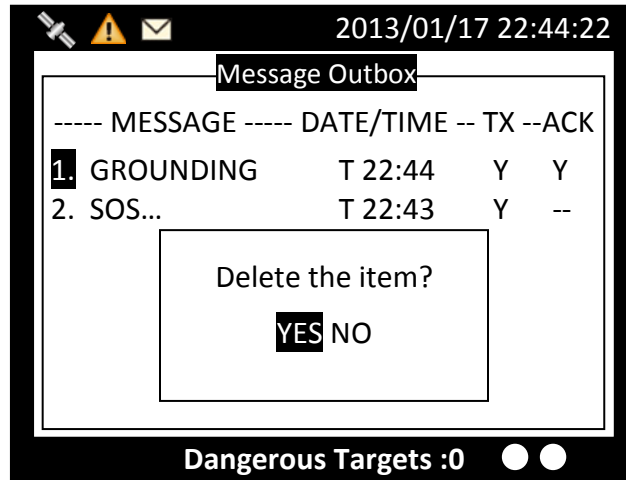 2013/01/17 22:44:22
Message Outbox
----- MESSAGE ----- DATE/TIME -- TX --ACK
1. GROUNDING T 22:44 Y Y
2. SOS... T 22:43 Y --
Delete the item?
YES NO
Dangerous Targets :0